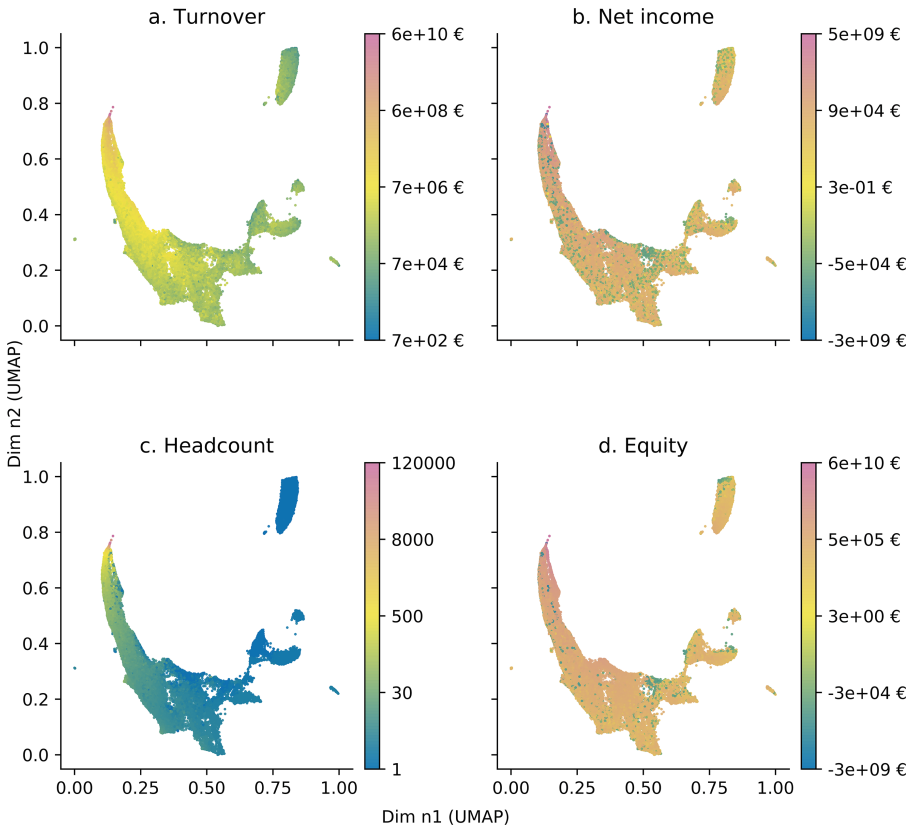 a. Turnover
1.0
0.8
0.6
0.4
0.2
0.0
6e+10 €
6e+08 €
7e+06 €
7e+04 €
7e+02 €
b. Net income
5e+09 €
9e+04 €
3e-01 €
-5e+04 €
-3e+09 €
Dim n2 (UMAP)
c. Headcount
1.0
0.8
0.6
0.4
0.2
0.0
0.00 0.25 0.50 0.75 1.00
120000
8000
500
30
1
d. Equity
0.00 0.25 0.50 0.75 1.00
6e+10 €
5e+05 €
3e+00 €
-3e+04 €
-3e+09 €
Dim n1 (UMAP)